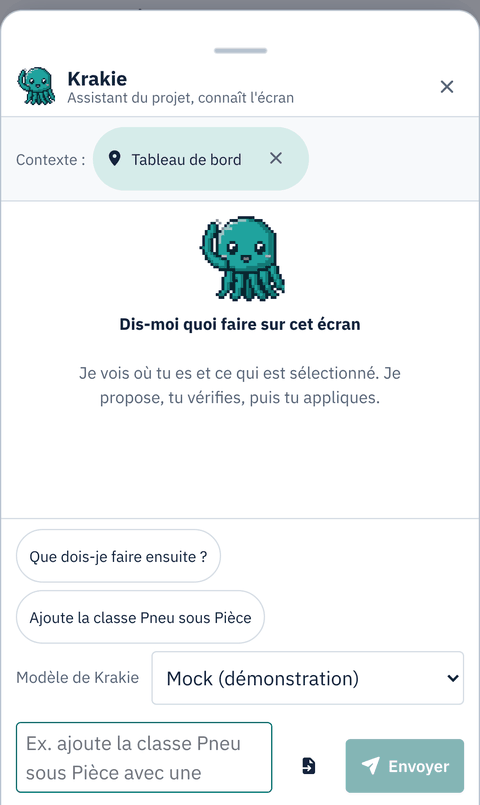 Krakie
Assistant du projet, connaît l'écran
Contexte :
Tableau de bord
Dis-moi quoi faire sur cet écran
Je vois où tu es et ce qui est sélectionné. Je
propose, tu vérifies, puis tu appliques.
Que dois-je faire ensuite ?
Ajoute la classe Pneu sous Pièce
Modèle de Krakie
Mock (démonstration)
Ex. ajoute la classe Pneu
sous Pièce avec une
Envoyer